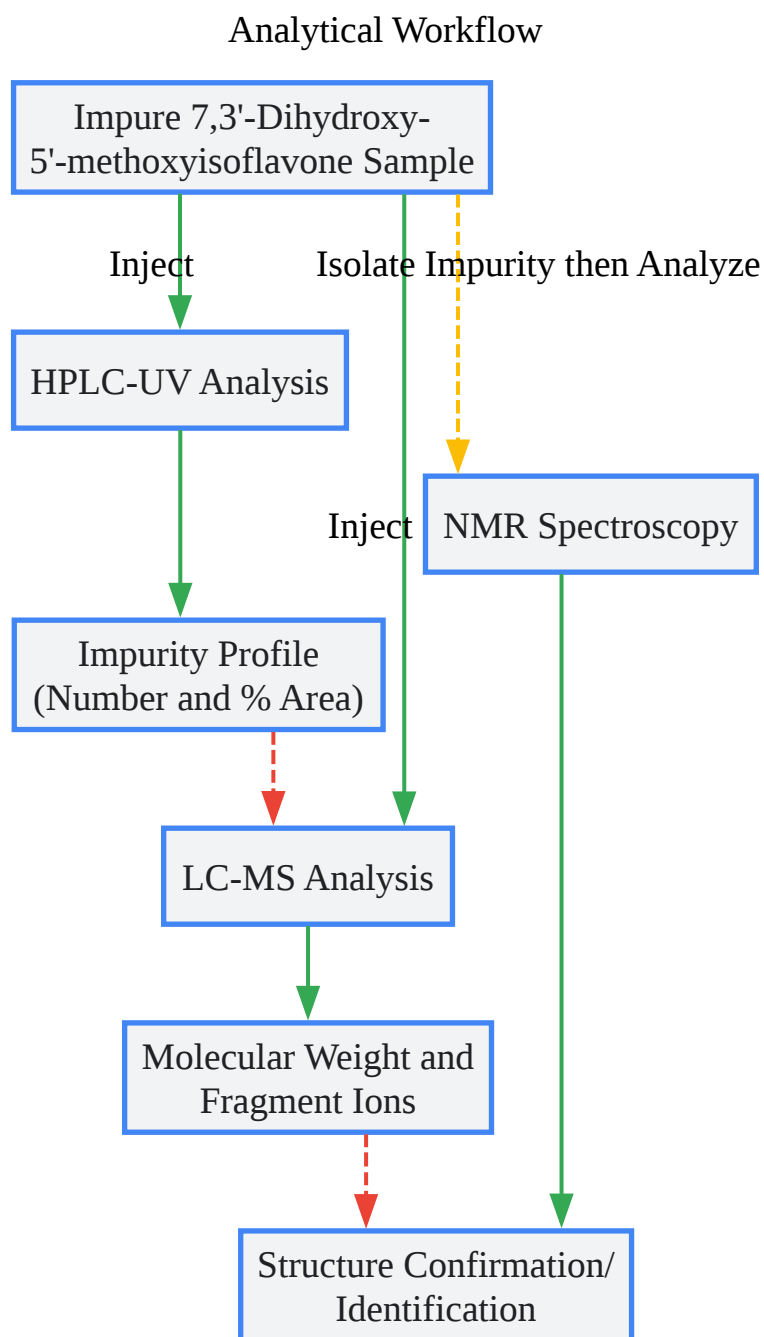 Analytical Workflow
Impure 7,3'-Dihydroxy-
5'-methoxyisoflavone Sample
Inject
Isolate Impurity then Analyze
HPLC-UV Analysis
Inject
NMR Spectroscopy
Impurity Profile
(Number and % Area)
LC-MS Analysis
Molecular Weight and
Fragment Ions
Structure Confirmation/
Identification